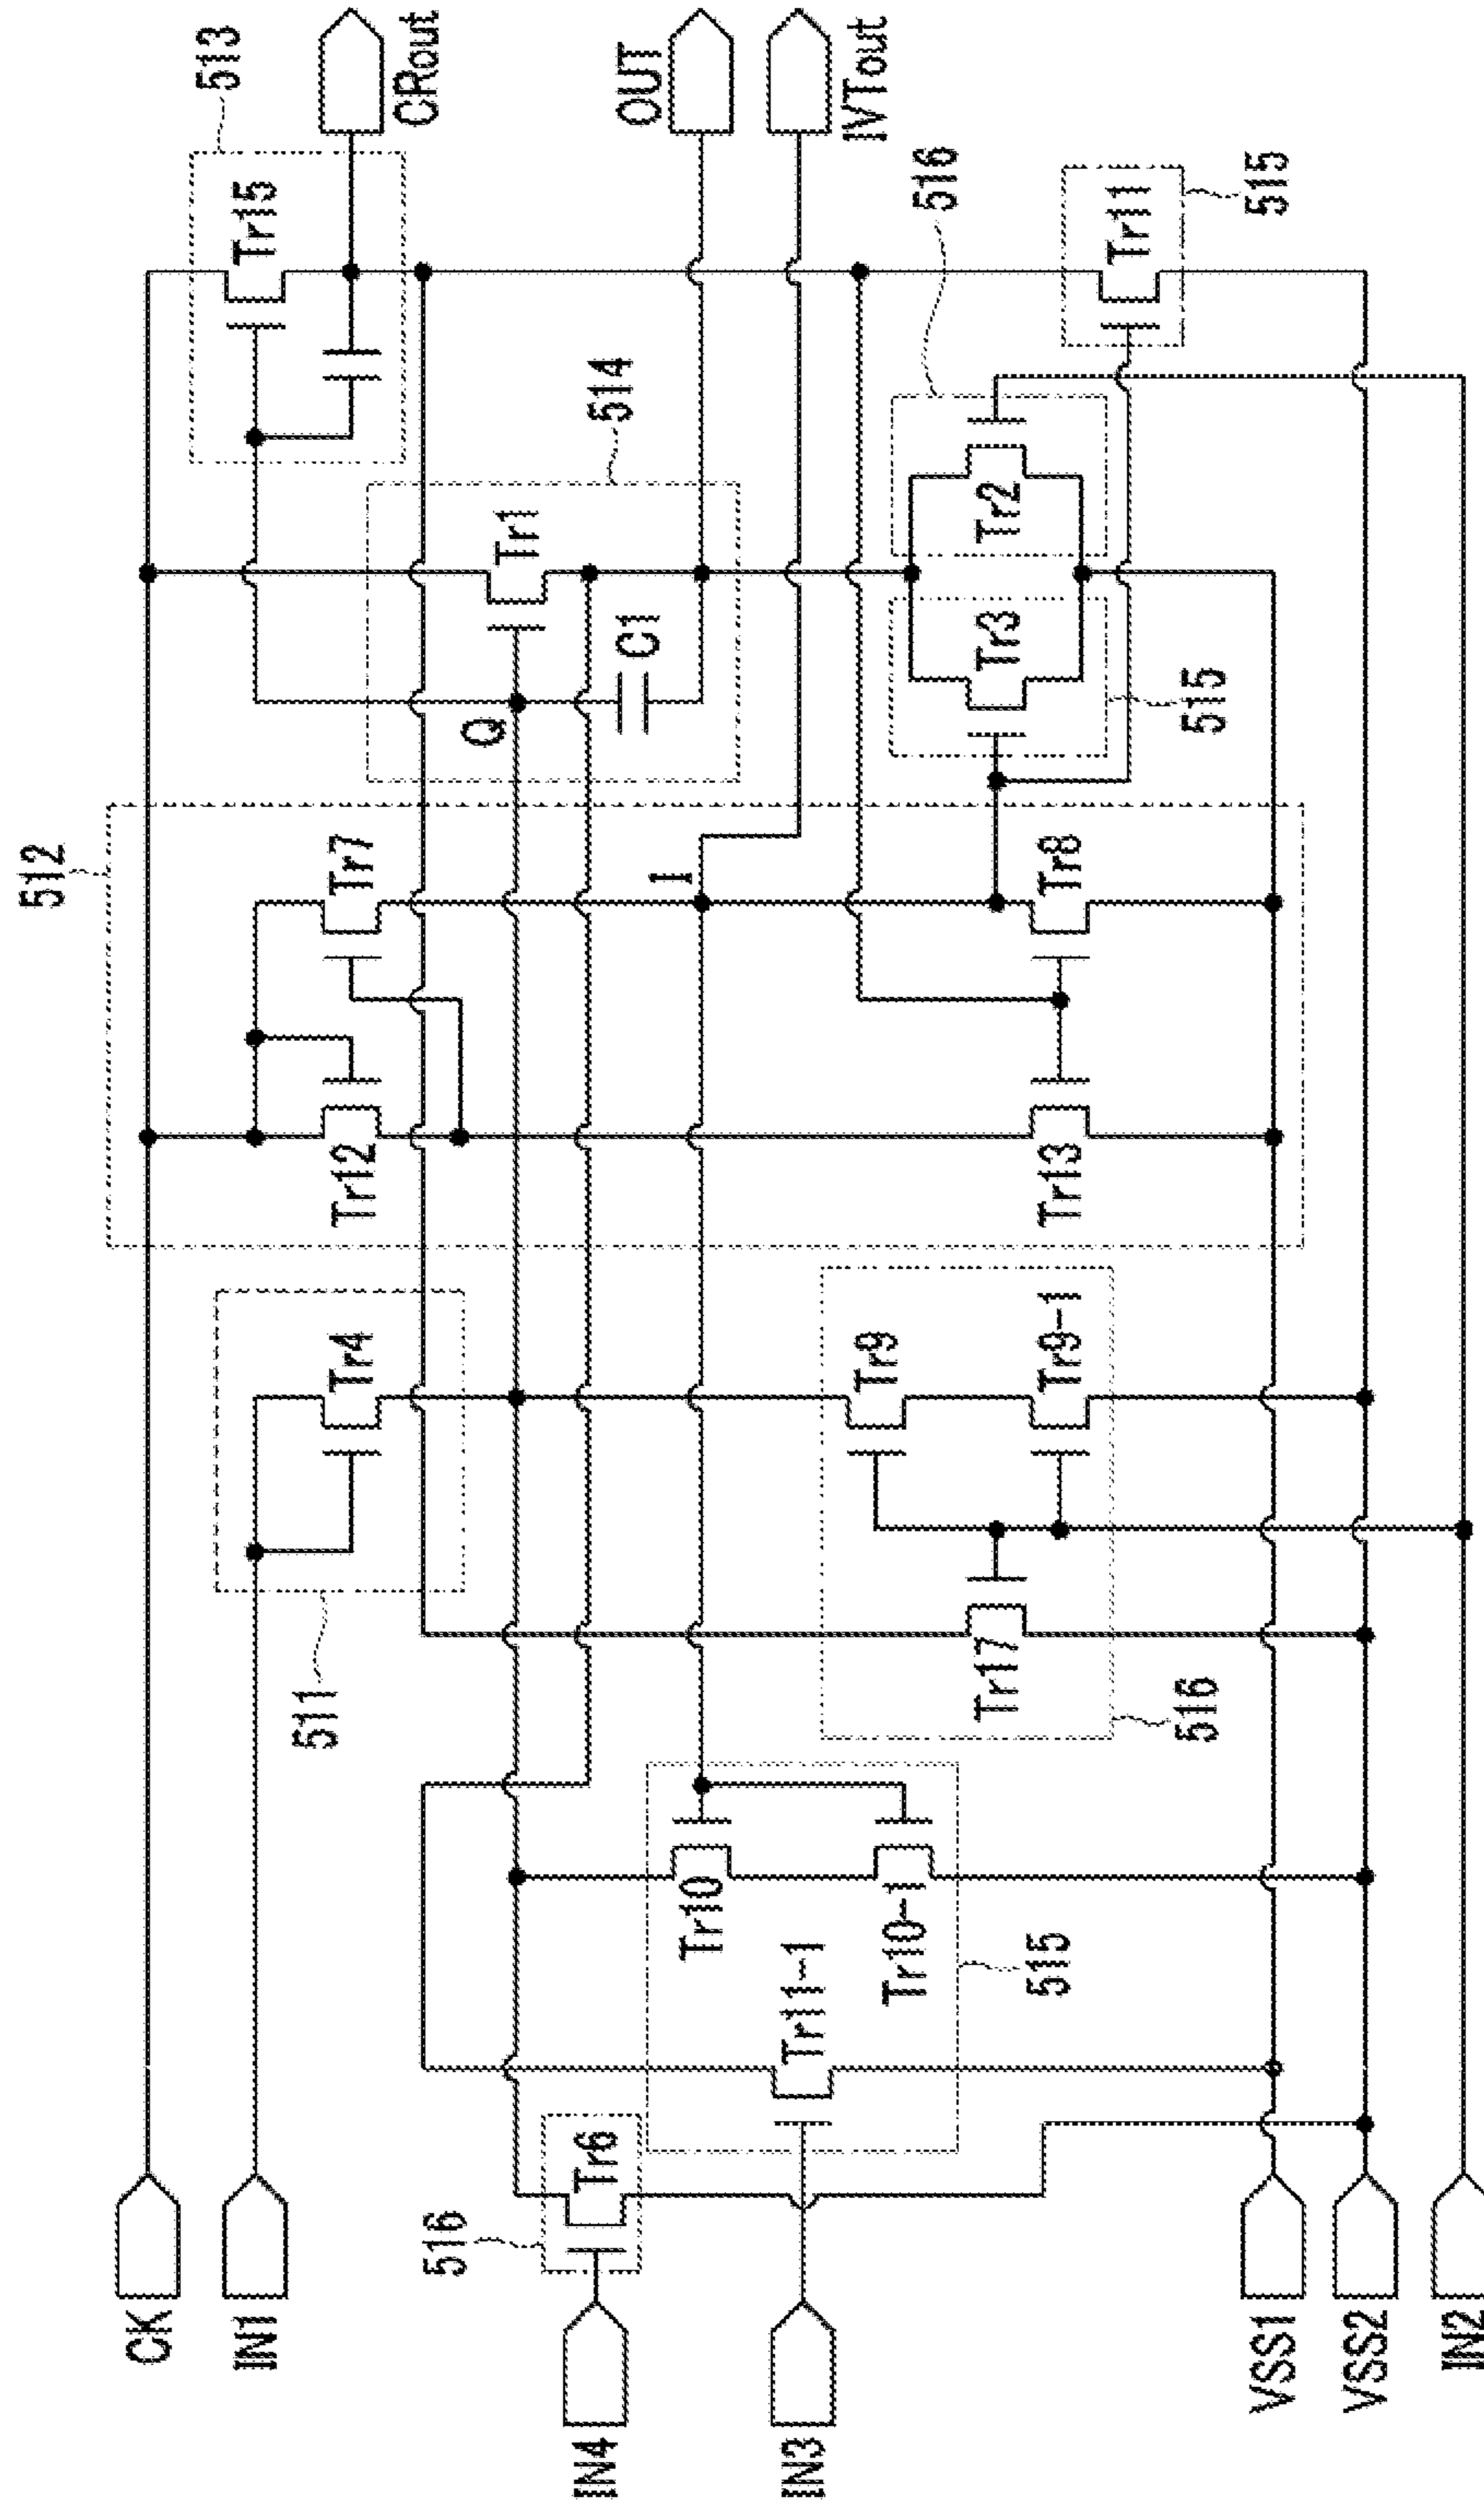 512
513
Tr15
CRout
Tr7
Tr12
514
Tr1
Q
C1
OUT
IVTout
I
511
Tr4
516
Tr2
Tr3
515
Tr11
515
Tr8
Tr13
Tr9
Tr9-1
Tr17
516
Tr10
Tr10-1
Tr11-1
515
516
Tr6
CK
IN1
IN4
IN3
VSS1
VSS2
IN2